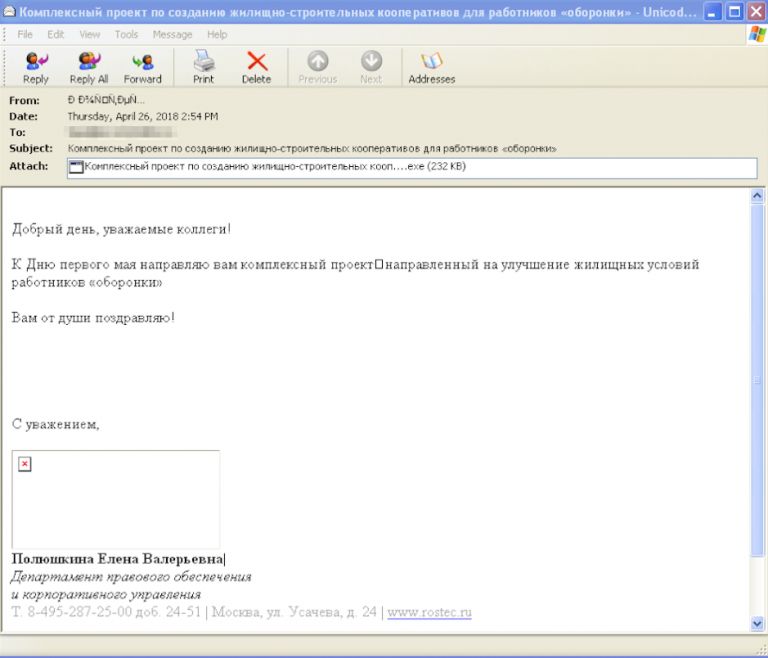 Комплексный проект по созданию жилищно-строительных кооперативов для работников «оборонки» - Unicod...
File Edit View Tools Message Help
Reply Reply All Forward Print Delete Previous Next Addresses
From:
Date: Thursday, April 26, 2018 2:54 PM
To:
Subject: Комплексный проект по созданию жилищно-строительных кооперативов для работников «оборонки»
Attach: Комплексный проект по созданию жилищно-строительных кооп....exe (232 KB)
Добрый день, уважаемые коллеги!
К Дню первого мая направляю вам комплексный проект□направленный на улучшение жилищных условий
работников «оборонки»
Вам от души поздравляю!
С уважением,
Полюшкина Елена Валерьевна
Департамент правового обеспечения
и корпоративного управления
Т. 8-495-287-25-00 доб. 24-51 | Москва, ул. Усачева, д. 24 | www.rostec.ru